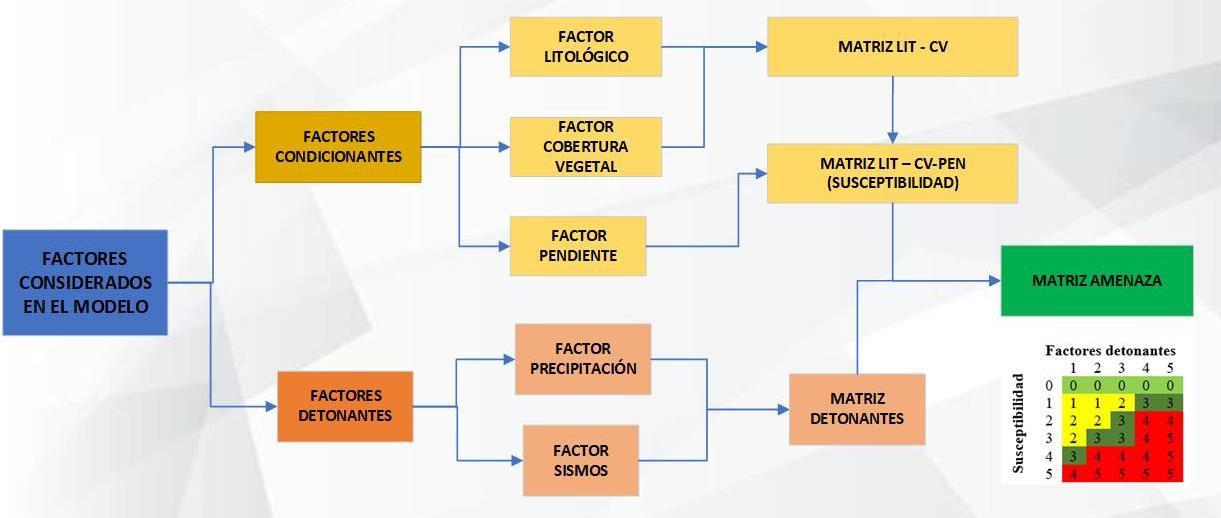 FACTORES
CONSIDERADOS
EN EL MODELO
FACTORES
CONDICIONANTES
FACTOR
LITOLÓGICO
FACTOR
COBERTURA
VEGETAL
FACTOR
PENDIENTE
MATRIZ LIT - CV
MATRIZ LIT – CV-PEN
(SUSCEPTIBILIDAD)
FACTORES
DETONANTES
FACTOR
PRECIPITACIÓN
FACTOR
SISMOS
MATRIZ
DETONANTES
MATRIZ AMENAZA
Factores detonantes
1 2 3 4 5
Susceptibilidad
0 0 0 0 0 0
1 1 1 2 3 3
2 2 2 3 4 4
3 2 3 3 4 5
4 3 4 4 4 5
5 4 5 5 5 5